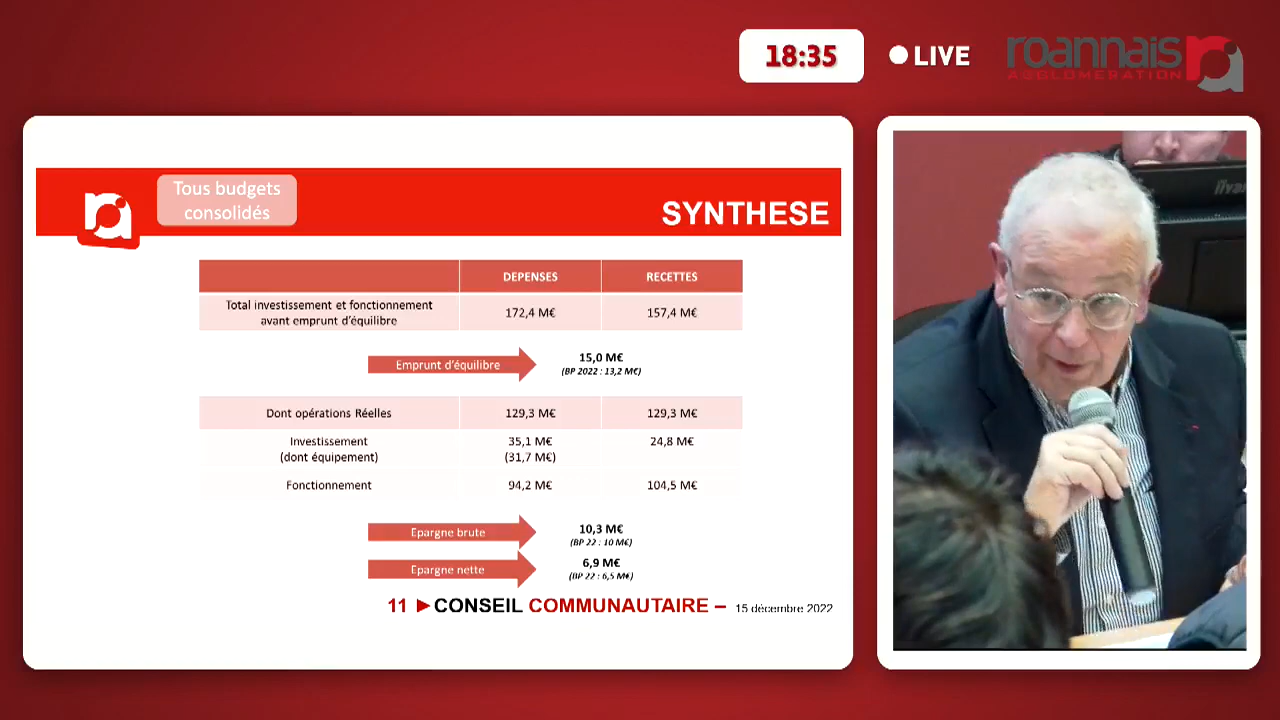 18:35
LIVE
roannais
AGGLOMERATION
Tous budgets
consolidés
SYNTHESE
DEPENSES RECETTES
Total investissement et fonctionnement
avant emprunt d'équilibre
172,4 M€ 157,4 M€
Emprunt d'équilibre
15,0 M€
(BP 2022 : 13,2 M€)
Dont opérations Réelles 129,3 M€ 129,3 M€
Investissement 35,1 M€ 24,8 M€
(dont équipement) (31,7 M€)
Fonctionnement 94,2 M€ 104,5 M€
Epargne brute
10,3 M€
(BP 22 : 10 M€)
Epargne nette
6,9 M€
(BP 22 : 6,5 M€)
11 ►CONSEIL COMMUNAUTAIRE – 15 décembre 2022